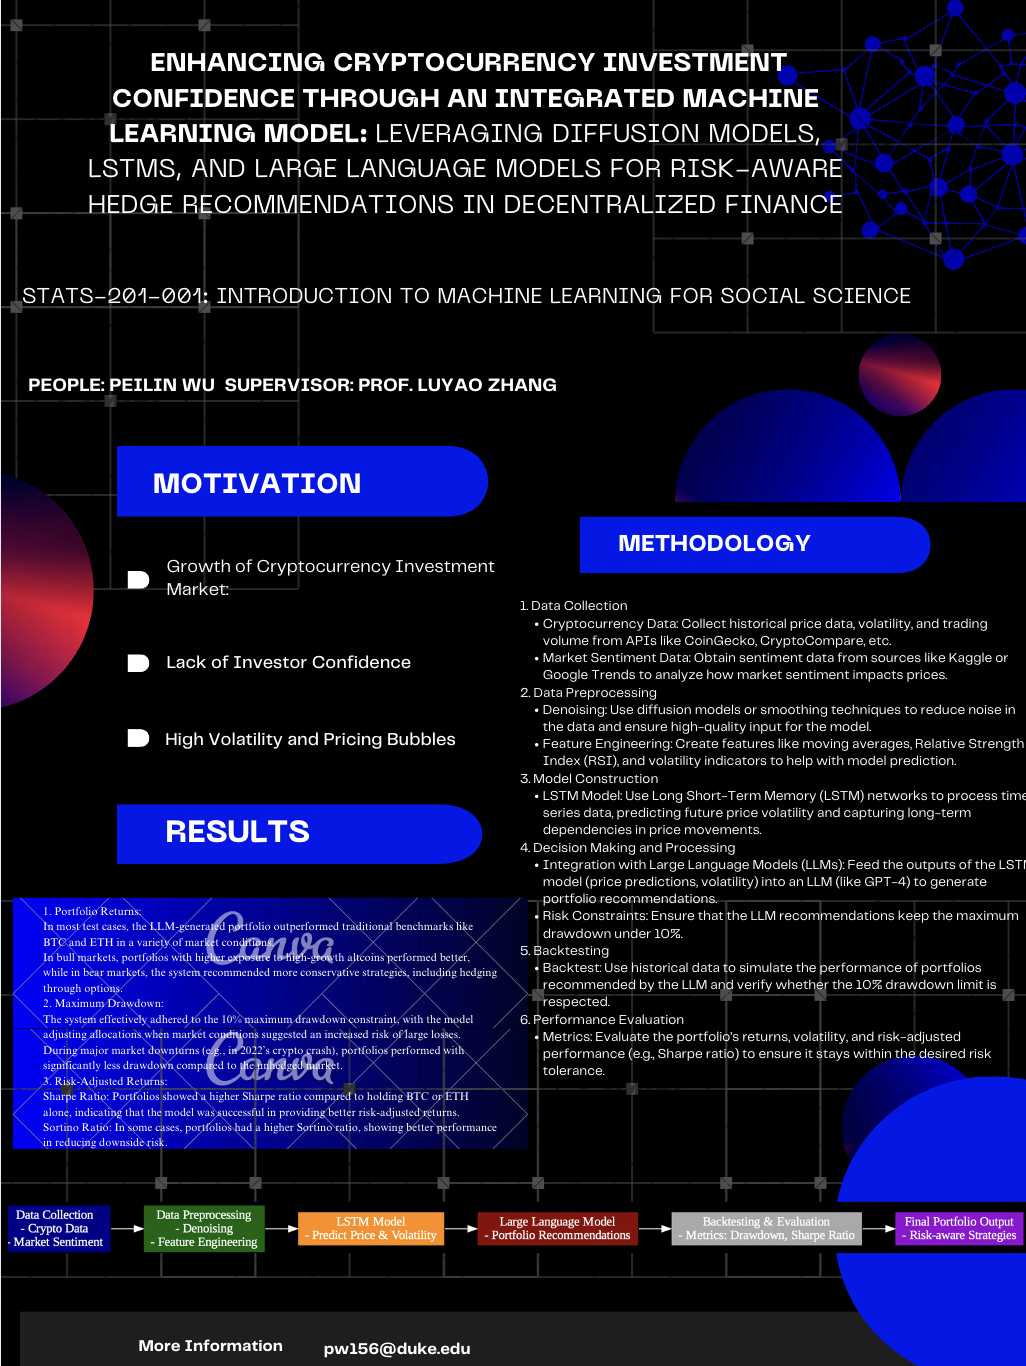 ENHANCING CRYPTOCURRENCY INVESTMENT
CONFIDENCE THROUGH AN INTEGRATED MACHINE
LEARNING MODEL: LEVERAGING DIFFUSION MODELS,
LSTMS, AND LARGE LANGUAGE MODELS FOR RISK-AWARE
HEDGE RECOMMENDATIONS IN DECENTRALIZED FINANCE
STATS-201-001: INTRODUCTION TO MACHINE LEARNING FOR SOCIAL SCIENCE
PEOPLE: PEILIN WU  SUPERVISOR: PROF. LUYAO ZHANG
MOTIVATION
Growth of Cryptocurrency Investment
Market:
Lack of Investor Confidence
High Volatility and Pricing Bubbles
RESULTS
1. Portfolio Returns:
In most test cases, the LLM-generated portfolio outperformed traditional benchmarks like
BTC and ETH in a variety of market conditions.
In bull markets, portfolios with higher exposure to high-growth altcoins performed better,
while in bear markets, the system recommended more conservative strategies, including hedging
through options.
2. Maximum Drawdown:
The system effectively adhered to the 10% maximum drawdown constraint, with the model
adjusting allocations when market conditions suggested an increased risk of large losses.
During major market downturns (e.g., in 2022's crypto crash), portfolios performed with
significantly less drawdown compared to the unhedged market.
3. Risk-Adjusted Returns:
Sharpe Ratio: Portfolios showed a higher Sharpe ratio compared to holding BTC or ETH
alone, indicating that the model was successful in providing better risk-adjusted returns.
Sortino Ratio: In some cases, portfolios had a higher Sortino ratio, showing better performance
in reducing downside risk.
Canva
Canva
METHODOLOGY
1. Data Collection
• Cryptocurrency Data: Collect historical price data, volatility, and trading
volume from APIs like CoinGecko, CryptoCompare, etc.
• Market Sentiment Data: Obtain sentiment data from sources like Kaggle or
Google Trends to analyze how market sentiment impacts prices.
2. Data Preprocessing
• Denoising: Use diffusion models or smoothing techniques to reduce noise in
the data and ensure high-quality input for the model.
• Feature Engineering: Create features like moving averages, Relative Strength
Index (RSI), and volatility indicators to help with model prediction.
3. Model Construction
• LSTM Model: Use Long Short-Term Memory (LSTM) networks to process time
series data, predicting future price volatility and capturing long-term
dependencies in price movements.
4. Decision Making and Processing
• Integration with Large Language Models (LLMs): Feed the outputs of the LSTM
model (price predictions, volatility) into an LLM (like GPT-4) to generate
portfolio recommendations.
• Risk Constraints: Ensure that the LLM recommendations keep the maximum
drawdown under 10%.
5. Backtesting
• Backtest: Use historical data to simulate the performance of portfolios
recommended by the LLM and verify whether the 10% drawdown limit is
respected.
6. Performance Evaluation
• Metrics: Evaluate the portfolio's returns, volatility, and risk-adjusted
performance (e.g., Sharpe ratio) to ensure it stays within the desired risk
tolerance.
Data Collection
- Crypto Data
- Market Sentiment
Data Preprocessing
- Denoising
- Feature Engineering
LSTM Model
- Predict Price & Volatility
Large Language Model
- Portfolio Recommendations
Backtesting & Evaluation
- Metrics: Drawdown, Sharpe Ratio
Final Portfolio Output
- Risk-aware Strategies
More Information
pw156@duke.edu